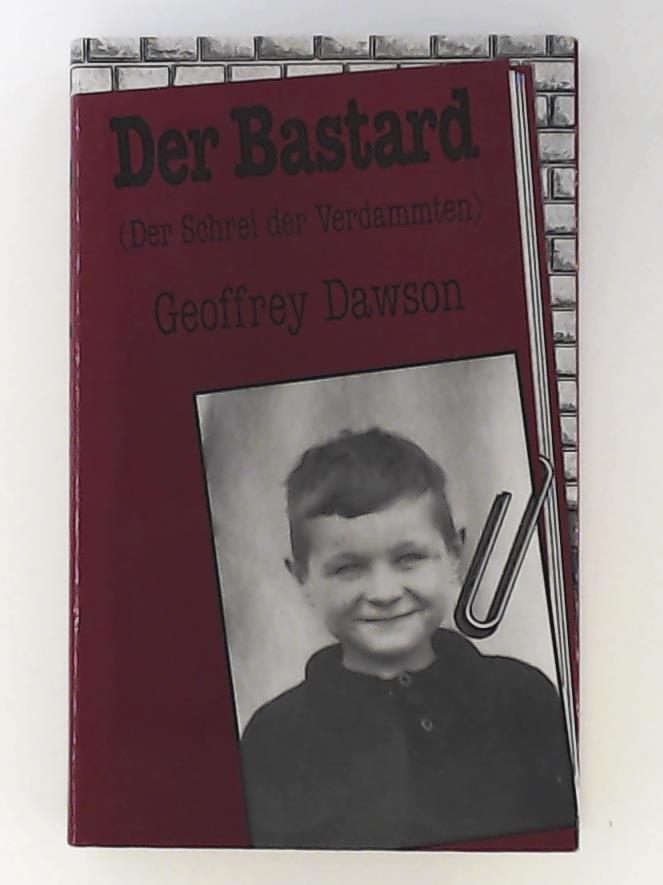 Der Bastard
(Der Schrei der Verdammten)
Geoffrey Dawson